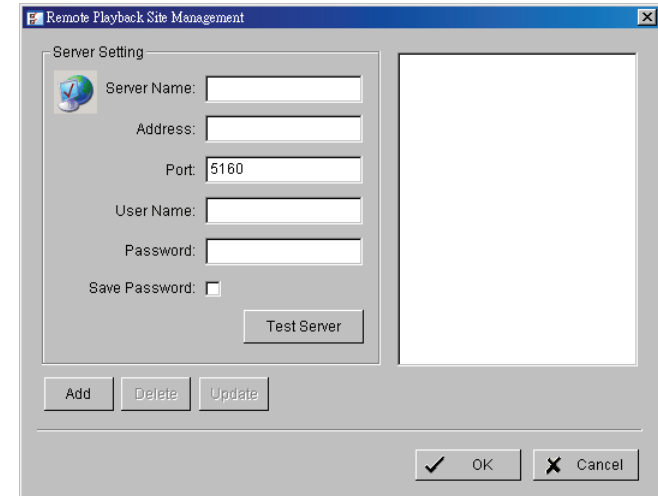 Remote Playback Site Management
Server Setting
Server Name:
Address:
Port: 5160
User Name:
Password:
Save Password:
Test Server
Add Delete Update
OK Cancel